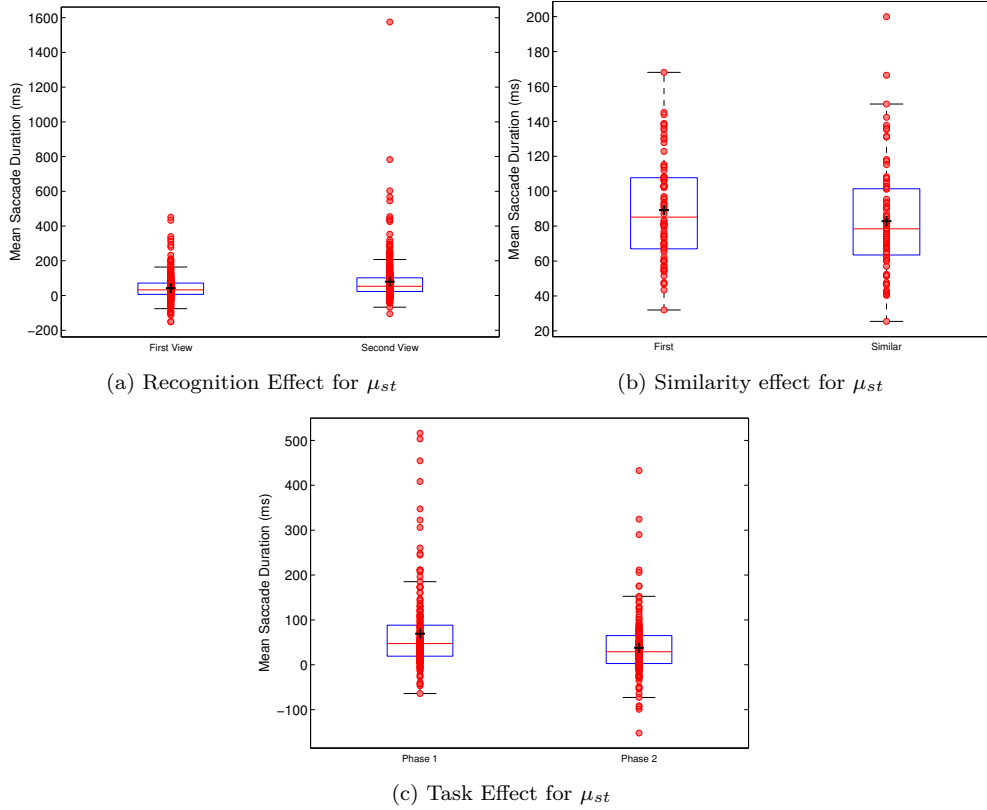 1600
1400
1200
1000
800
600
400
200
0
−200
Mean Saccade Duration (ms)
First View
Second View
(a) Recognition Effect for μst
200
180
160
140
120
100
80
60
40
20
Mean Saccade Duration (ms)
First
Similar
(b) Similarity effect for μst
500
400
300
200
100
0
−100
Mean Saccade Duration (ms)
Phase 1
Phase 2
(c) Task Effect for μst